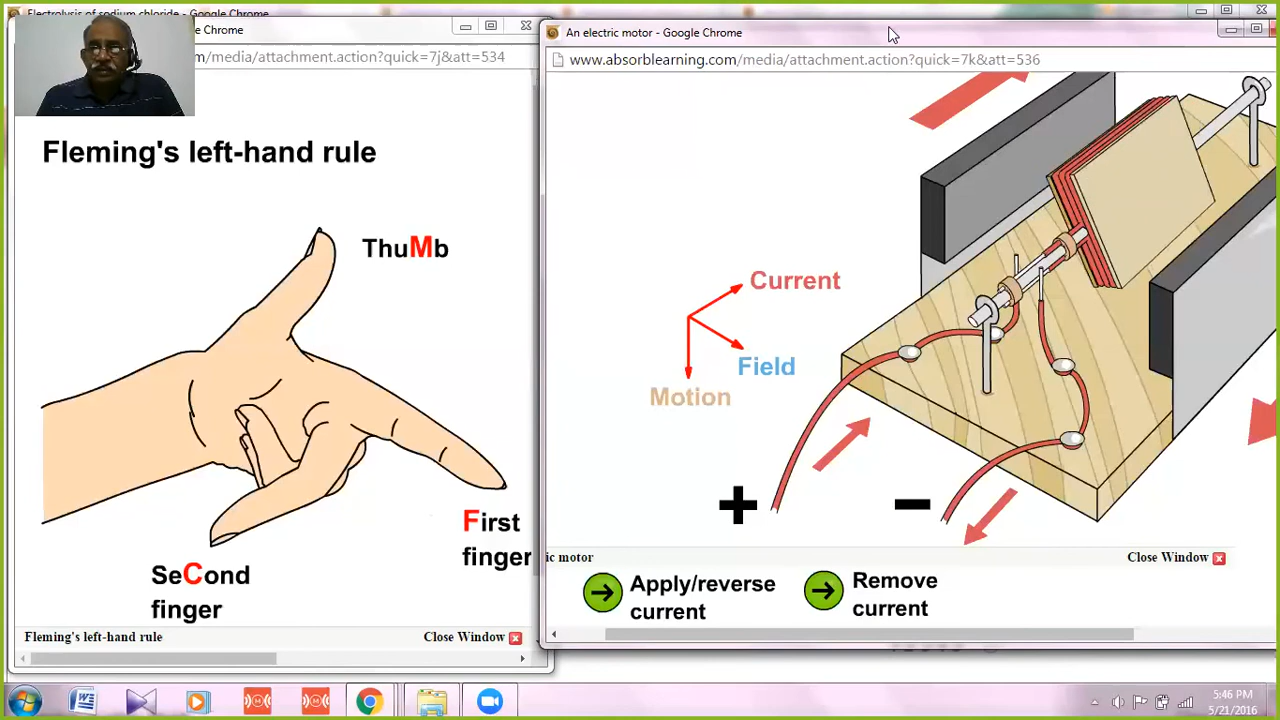 Electrolysis of sodium chloride - Google Chrome
Google Chrome
m/media/attachment.action?quick=7j&att=534
Fleming's left-hand rule
ThuMb
First
finger
SeCond
finger
Fleming's left-hand rule
Close Window
An electric motor - Google Chrome
www.absorblearning.com/media/attachment.action?quick=7k&att=536
Current
Field
Motion
+
−
ic motor
Close Window
Apply/reverse
current
Remove
current
5:46 PM
5/21/2016